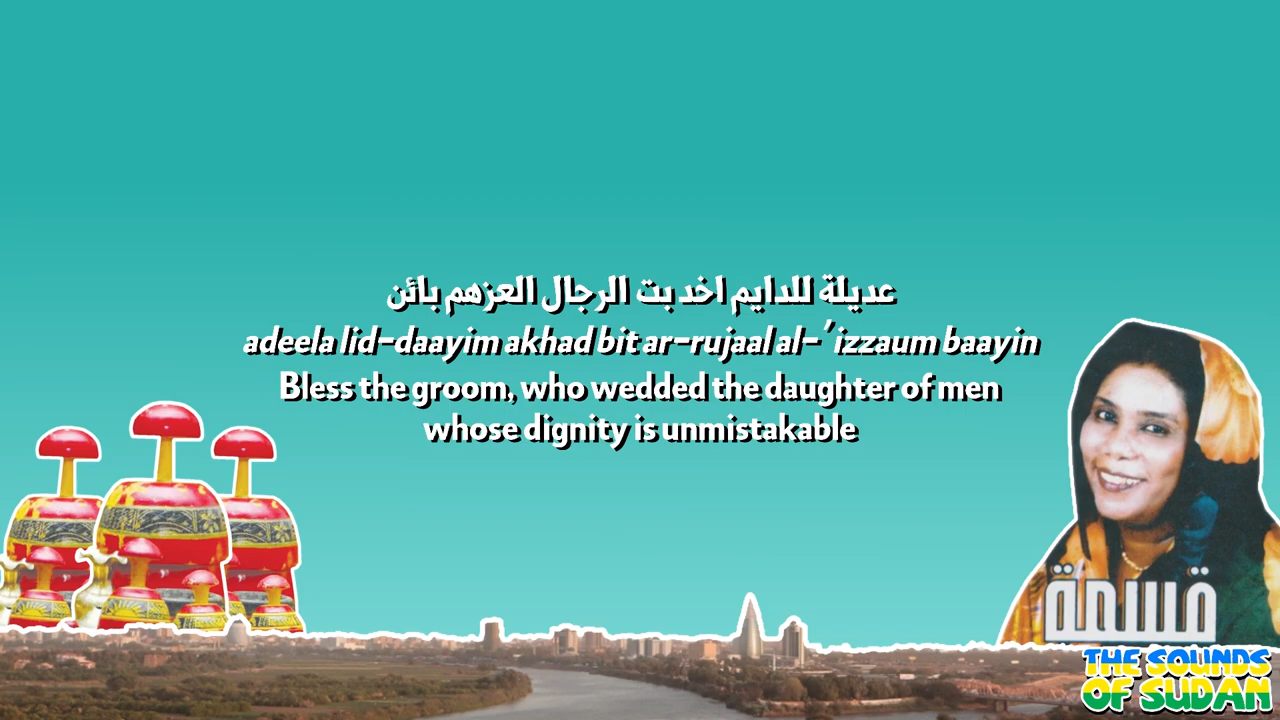 عديلة للدايم اخد بت الرجال العزهم بائن
adeela lid-daayim akhad bit ar-rujaal al-'izzaum baayin
Bless the groom, who wedded the daughter of men
whose dignity is unmistakable
قسمة
THE SOUNDS
OF SUDAN